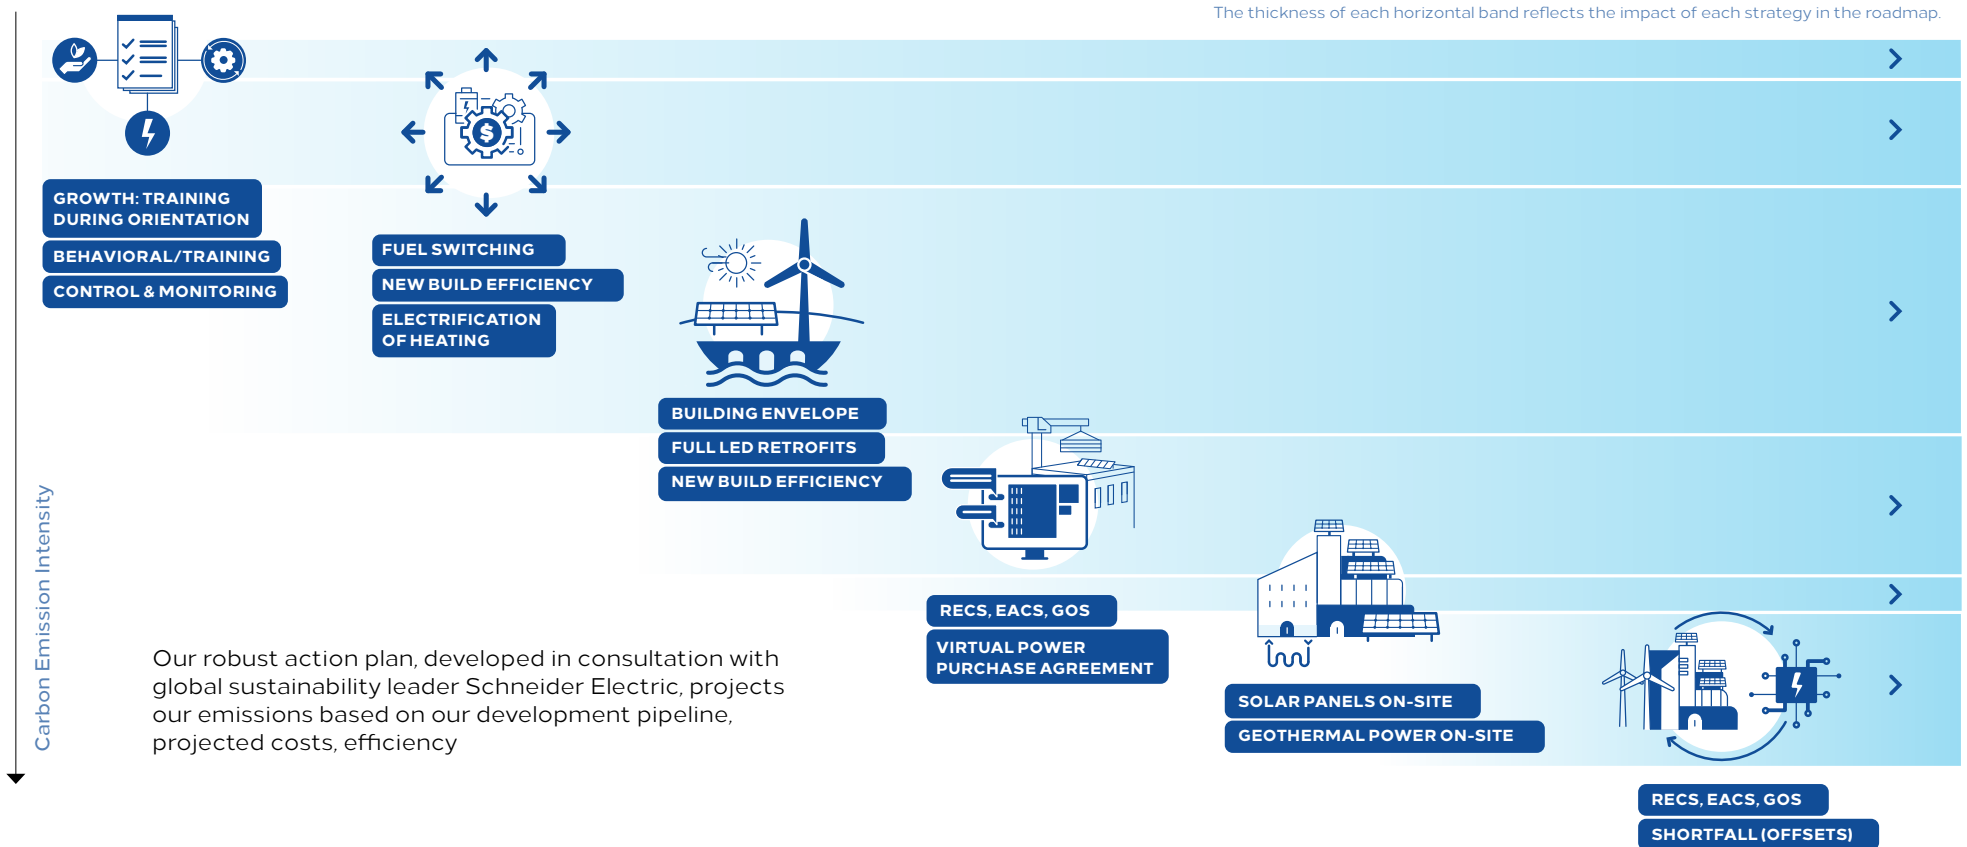 The thickness of each horizontal band reflects the impact of each strategy in the roadmap.
GROWTH: TRAINING
DURING ORIENTATION
BEHAVIORAL/TRAINING
CONTROL & MONITORING
FUEL SWITCHING
NEW BUILD EFFICIENCY
ELECTRIFICATION
OF HEATING
BUILDING ENVELOPE
FULL LED RETROFITS
NEW BUILD EFFICIENCY
RECS, EACS, GOS
VIRTUAL POWER
PURCHASE AGREEMENT
SOLAR PANELS ON-SITE
GEOTHERMAL POWER ON-SITE
RECS, EACS, GOS
SHORTFALL (OFFSETS)
Carbon Emission Intensity
Our robust action plan, developed in consultation with
global sustainability leader Schneider Electric, projects
our emissions based on our development pipeline,
projected costs, efficiency
$